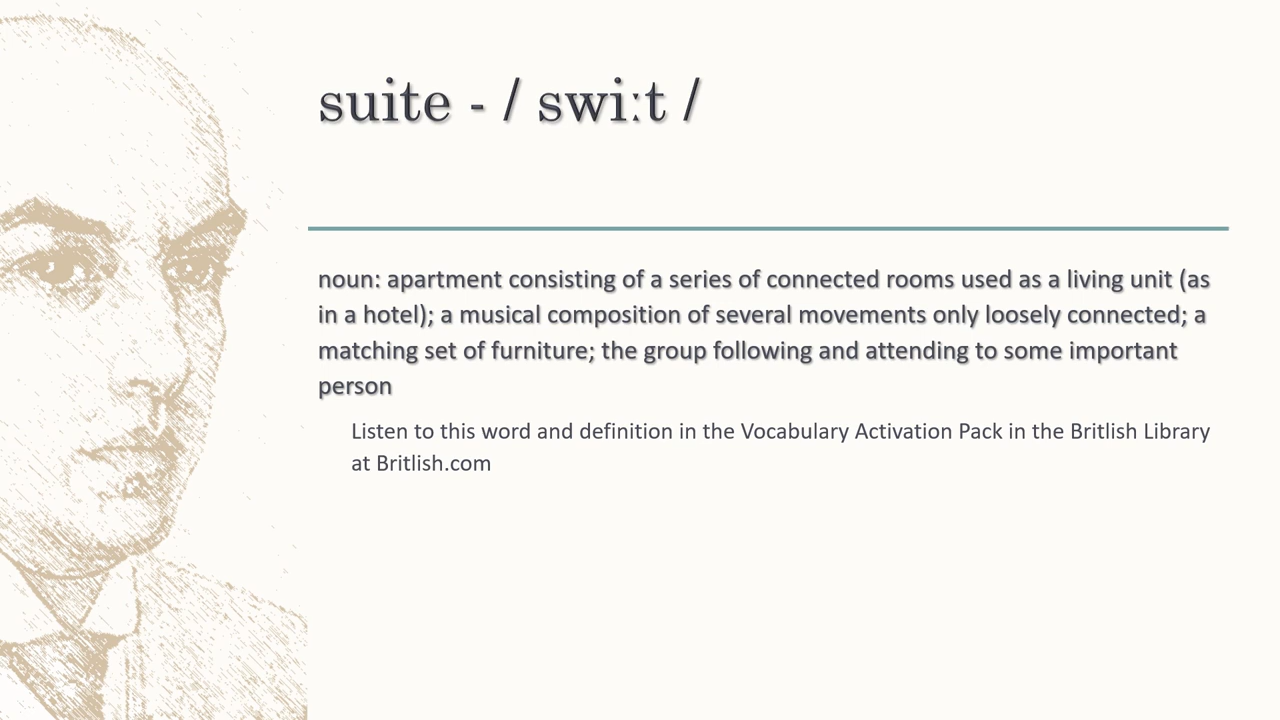 suite - / swiːt /
noun: apartment consisting of a series of connected rooms used as a living unit (as
in a hotel); a musical composition of several movements only loosely connected; a
matching set of furniture; the group following and attending to some important
person
Listen to this word and definition in the Vocabulary Activation Pack in the Britlish Library
at Britlish.com